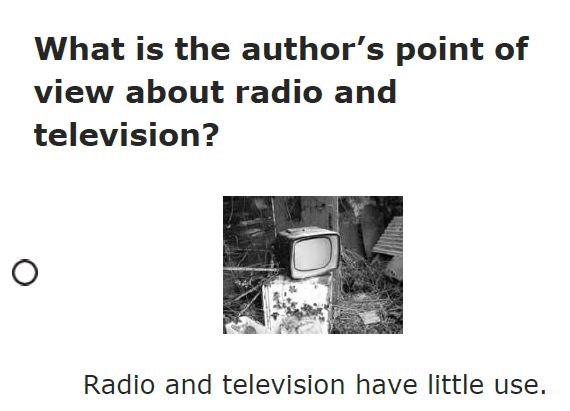 What is the author’s point of
view about radio and
television?
Radio and television have little use.